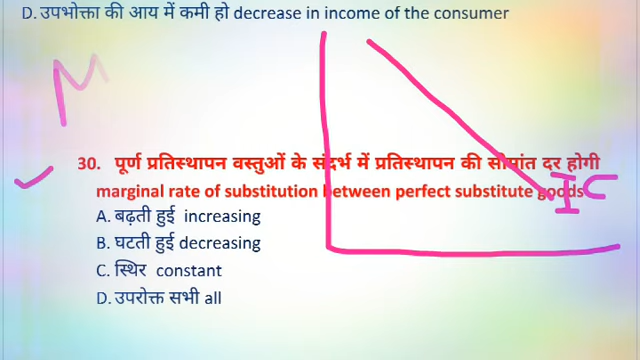 D. उपभोक्ता की आय में कमी हो decrease in income of the consumer
M
30. पूर्ण प्रतिस्थापन वस्तुओं के संदर्भ में प्रतिस्थापन की सीमांत दर होगी
marginal rate of substitution between perfect substitute goods
IC
A. बढ़ती हुई increasing
B. घटती हुई decreasing
C. स्थिर constant
D. उपरोक्त सभी all